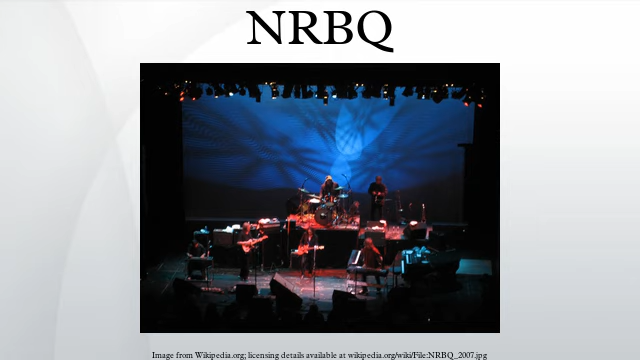 NRBQ
Image from Wikipedia.org; licensing details available at wikipedia.org/wiki/File:NRBQ_2007.jpg